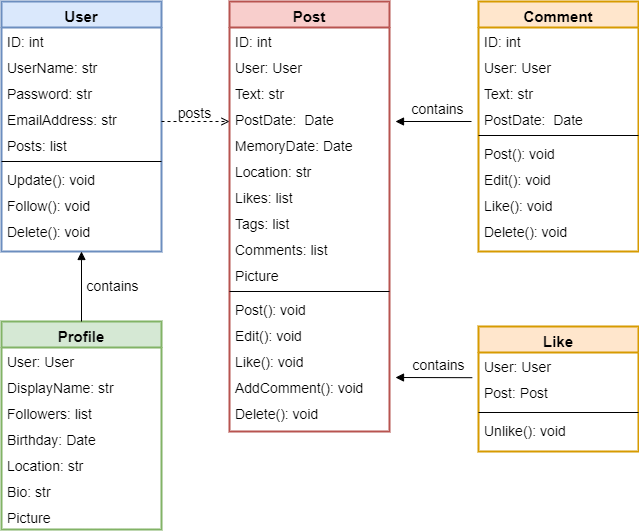 User
ID: int
UserName: str
Password: str
EmailAddress: str
Posts: list
Update(): void
Follow(): void
Delete(): void
posts
Post
ID: int
User: User
Text: str
PostDate:  Date
MemoryDate: Date
Location: str
Likes: list
Tags: list
Comments: list
Picture
Post(): void
Edit(): void
Like(): void
AddComment(): void
Delete(): void
contains
Comment
ID: int
User: User
Text: str
PostDate:  Date
Post(): void
Edit(): void
Like(): void
Delete(): void
contains
Profile
User: User
DisplayName: str
Followers: list
Birthday: Date
Location: str
Bio: str
Picture
contains
Like
User: User
Post: Post
Unlike(): void